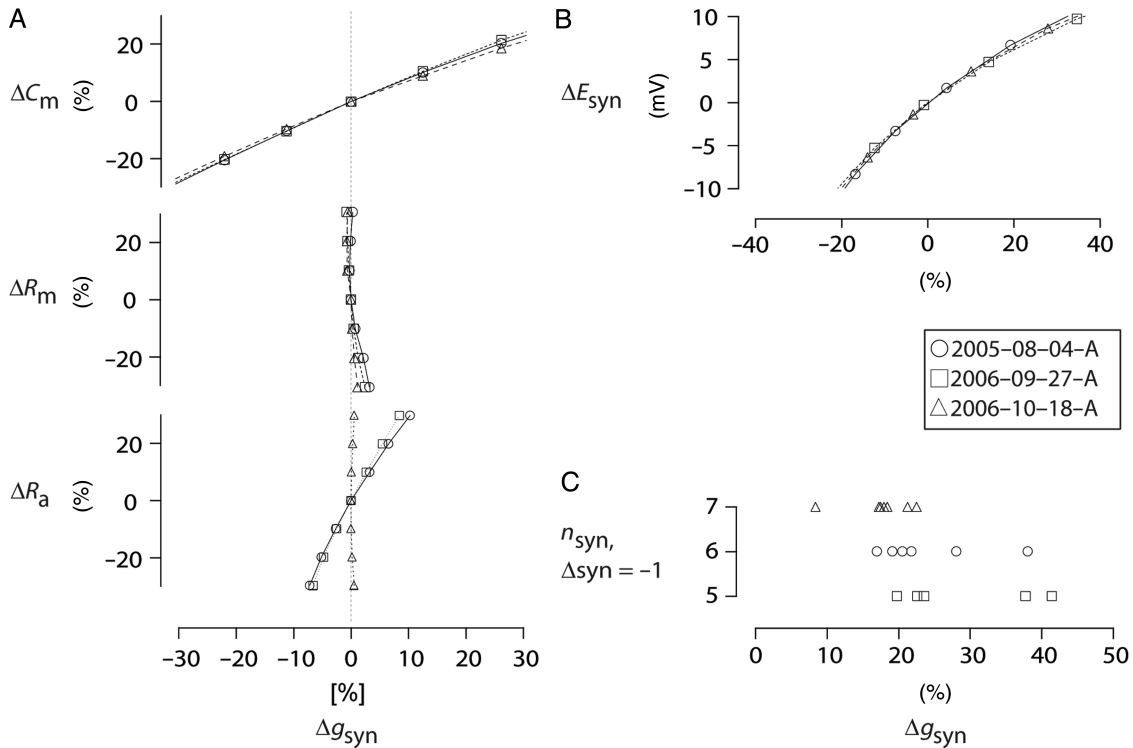 A
20
0
–20
ΔCm (%)
20
0
–20
ΔRm (%)
20
0
–20
ΔRa (%)
–30 –20 –10 0 10 20 30
[%]
Δgsyn
B
10
5
0
–5
–10
ΔEsyn (mV)
–40 –20 0 20 40
(%)
2005–08–04–A
2006–09–27–A
2006–10–18–A
C
7
6
5
nsyn,
Δsyn = –1
0 10 20 30 40 50
(%)
Δgsyn